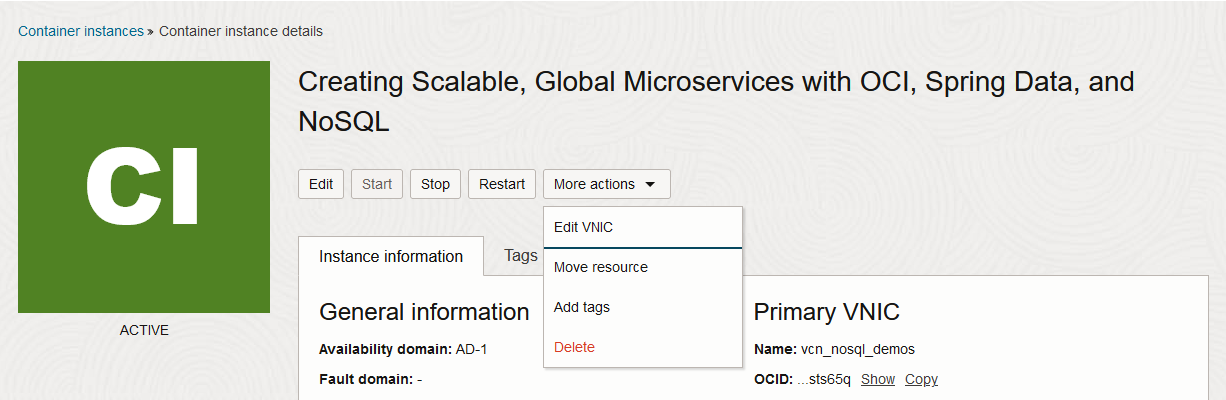 Container instances » Container instance details
CI
ACTIVE
Creating Scalable, Global Microservices with OCI, Spring Data, and
NoSQL
Edit Start Stop Restart More actions
Edit VNIC
Move resource
Add tags
Delete
Instance information Tags
General information
Availability domain: AD-1
Fault domain: -
Primary VNIC
Name: vcn_nosql_demos
OCID: ...sts65q Show Copy